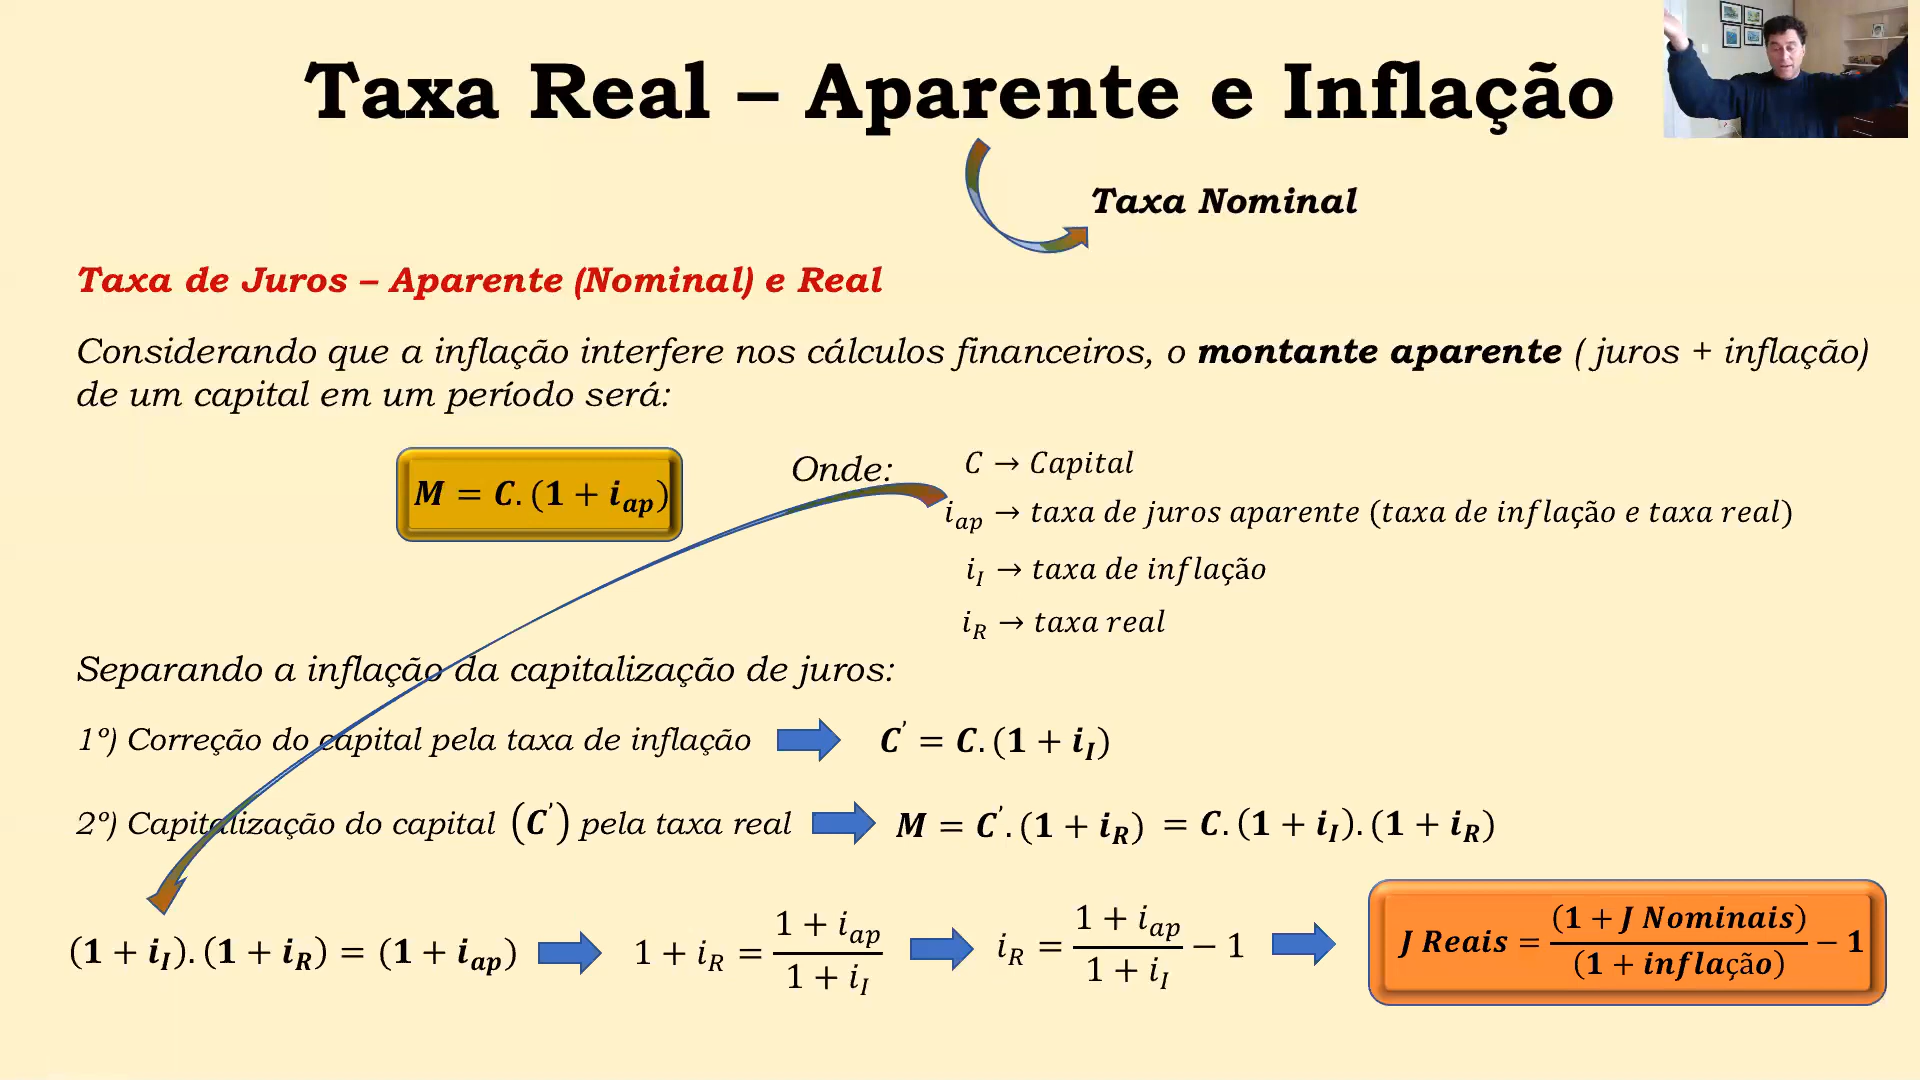 Taxa Real – Aparente e Inflação
Taxa Nominal
Taxa de Juros – Aparente (Nominal) e Real
Considerando que a inflação interfere nos cálculos financeiros, o montante aparente ( juros + inflação)
de um capital em um período será:
M = C. (1 + i_ap)
Onde:
C → Capital
i_ap → taxa de juros aparente (taxa de inflação e taxa real)
i_I → taxa de inflação
i_R → taxa real
Separando a inflação da capitalização de juros:
1º) Correção do capital pela taxa de inflação C' = C. (1 + i_I)
2º) Capitalização do capital (C') pela taxa real M = C'. (1 + i_R) = C. (1 + i_I). (1 + i_R)
(1 + i_I). (1 + i_R) = (1 + i_ap) 1 + i_R = (1 + i_ap)/(1 + i_I) i_R = (1 + i_ap)/(1 + i_I) − 1 J Reais = (1 + J Nominais)/(1 + inflação) − 1